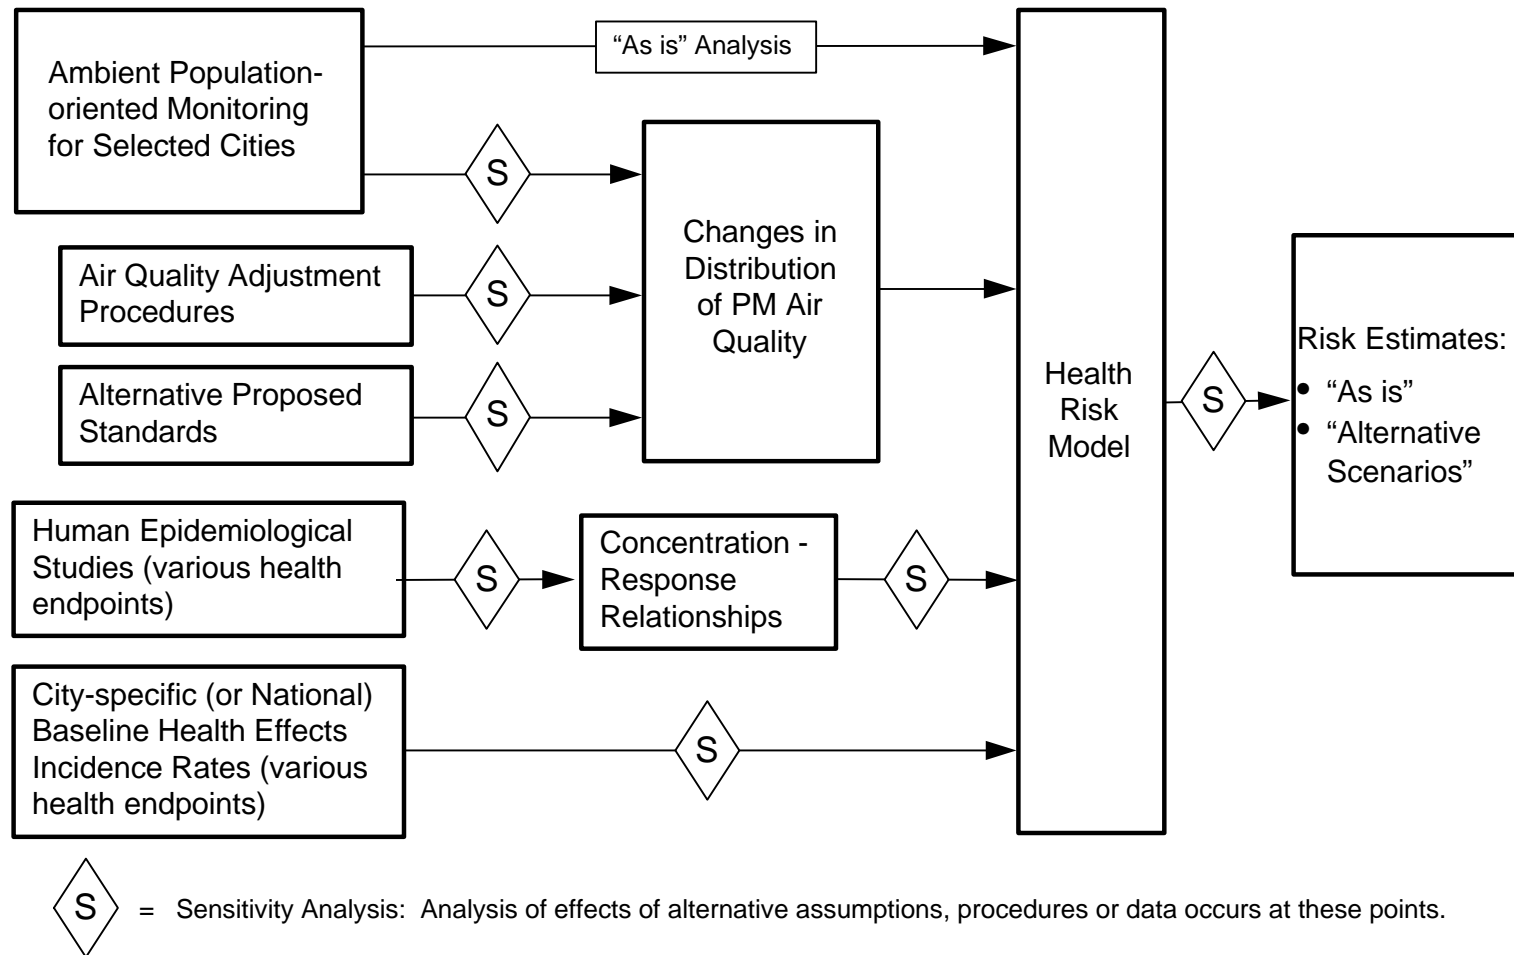 Ambient Population-
oriented Monitoring
for Selected Cities
“As is” Analysis
S
Air Quality Adjustment
Procedures
S
Alternative Proposed
Standards
S
Changes in
Distribution
of PM Air
Quality
Human Epidemiological
Studies (various health
endpoints)
S
Concentration -
Response
Relationships
S
City-specific (or National)
Baseline Health Effects
Incidence Rates (various
health endpoints)
S
Health
Risk
Model
S
Risk Estimates:
• “As is”
• “Alternative
Scenarios”
S = Sensitivity Analysis: Analysis of effects of alternative assumptions, procedures or data occurs at these points.